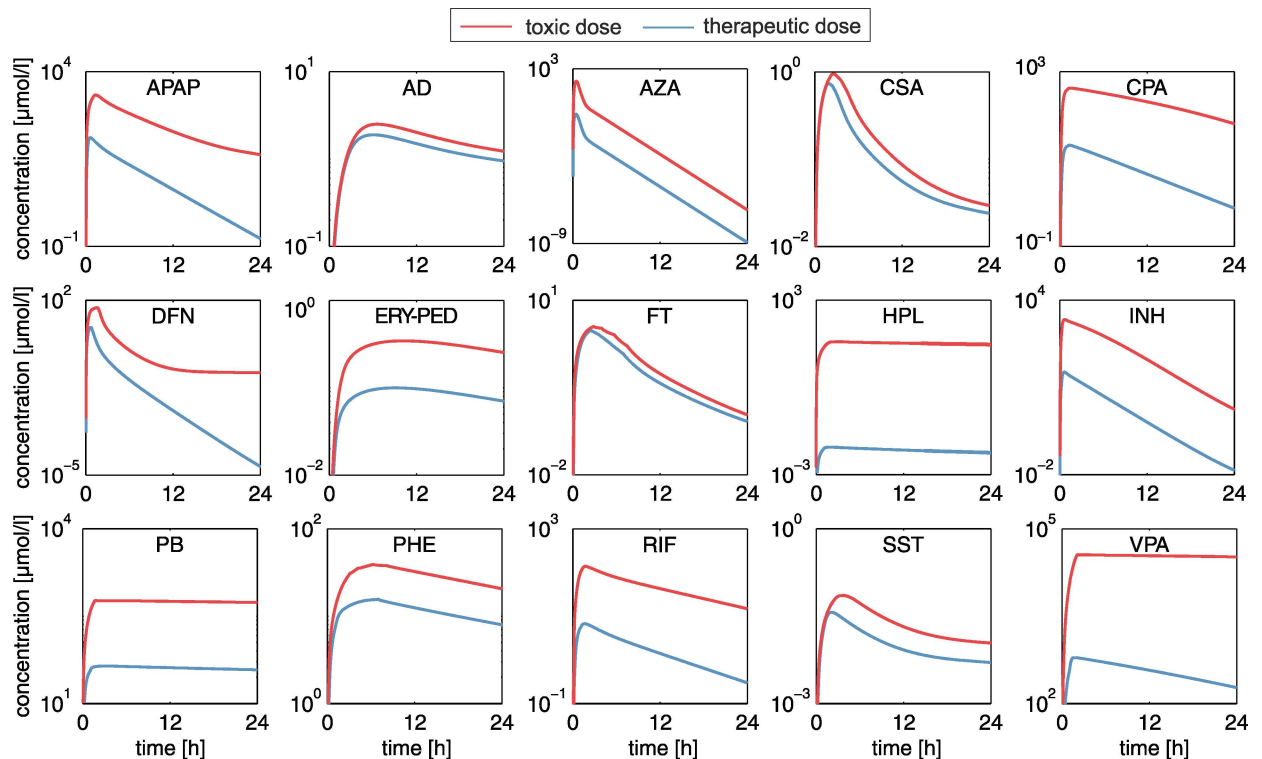 toxic dose therapeutic dose
concentration [µmol/l]
10^4 APAP 10^-1 0 12 24
10^1 AD 10^-1 0 12 24
10^3 AZA 10^-9 0 12 24
10^0 CSA 10^-2 0 12 24
10^3 CPA 10^-1 0 12 24
concentration [µmol/l]
10^2 DFN 10^-5 0 12 24
10^0 ERY-PED 10^-2 0 12 24
10^1 FT 10^-2 0 12 24
10^3 HPL 10^-3 0 12 24
10^4 INH 10^-2 0 12 24
concentration [µmol/l]
10^4 PB 10^1 0 12 24
time [h]
10^2 PHE 10^0 0 12 24
time [h]
10^3 RIF 10^-1 0 12 24
time [h]
10^0 SST 10^-3 0 12 24
time [h]
10^5 VPA 10^2 0 12 24
time [h]